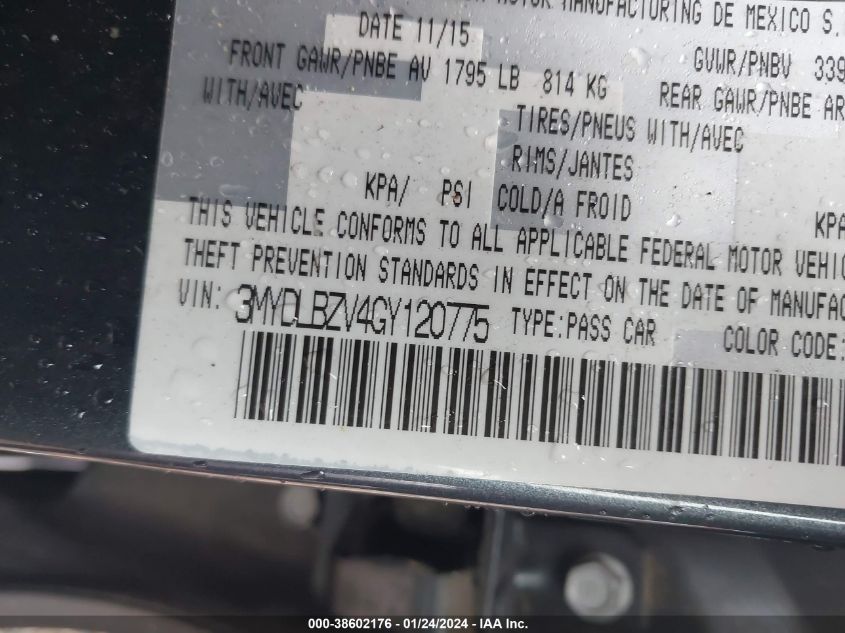 MOTOR MANUFACTURING DE MEXICO S.
DATE 11/15
GVWR/PNBV 339
FRONT GAWR/PNBE AV 1795 LB 814 KG
REAR GAWR/PNBE AR
WITH/AVEC
TIRES/PNEUS WITH/AVEC
RIMS/JANTES
KPA/ PSI COLD/A FROID
KPA
THIS VEHICLE CONFORMS TO ALL APPLICABLE FEDERAL MOTOR VEHIC
THEFT PREVENTION STANDARDS IN EFFECT ON THE DATE OF MANUFAC
VIN: 3MYDLBZV4GY120775 TYPE:PASS CAR COLOR CODE:
000-38602176 - 01/24/2024 - IAA Inc.